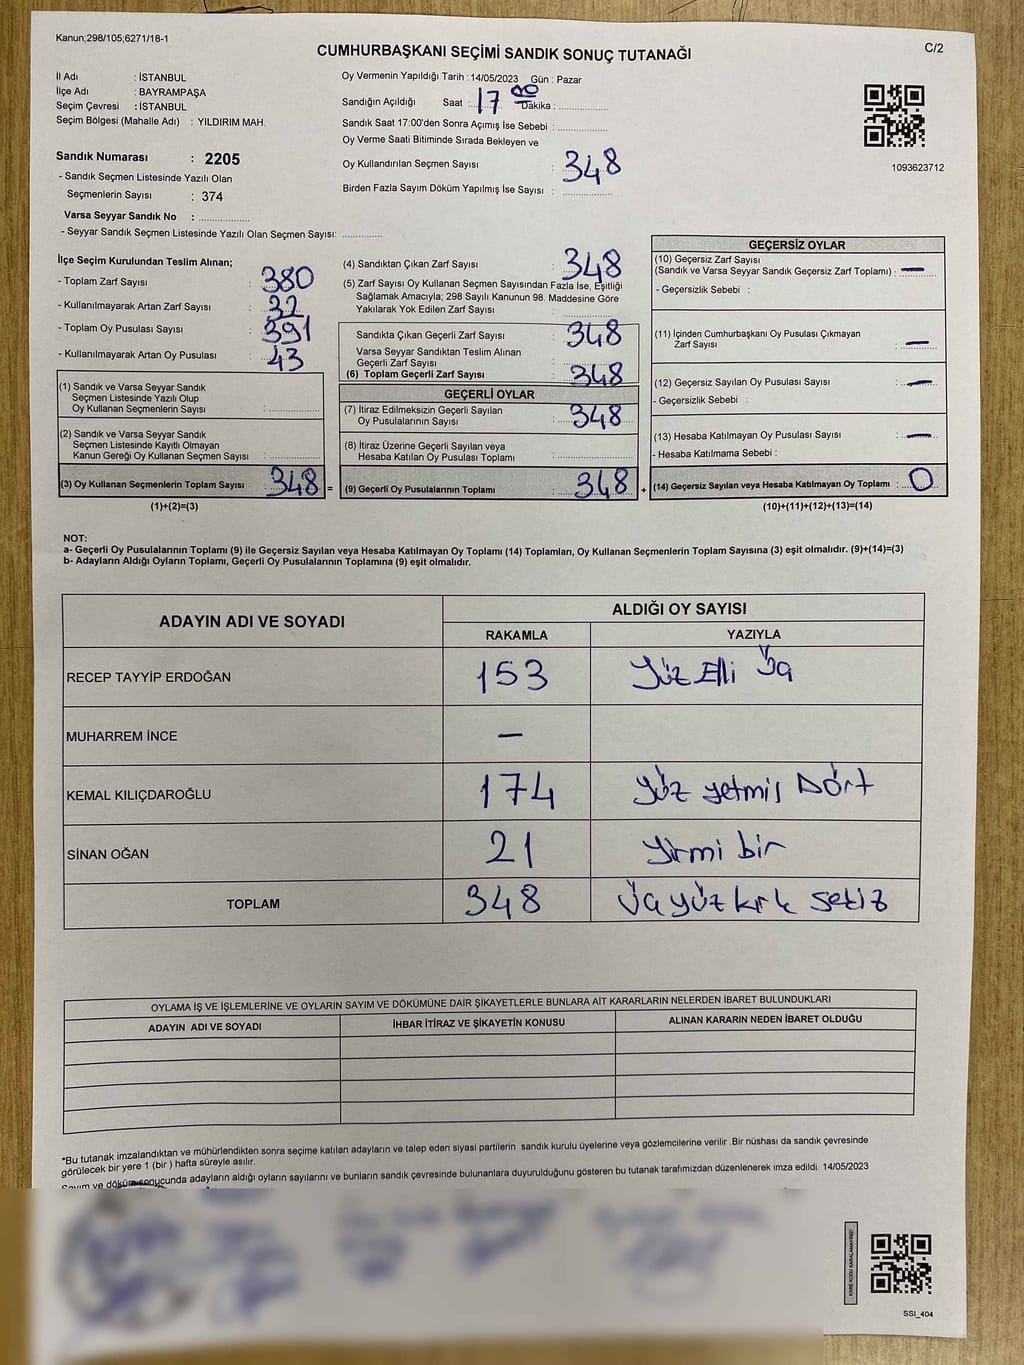 Kanun;298/105;6271/18-1
C/2
CUMHURBAŞKANI SEÇİMİ SANDIK SONUÇ TUTANAĞI
İl Adı : İSTANBUL
İlçe Adı : BAYRAMPAŞA
Seçim Çevresi : İSTANBUL
Seçim Bölgesi (Mahalle Adı) : YILDIRIM MAH.
Sandık Numarası : 2205
- Sandık Seçmen Listesinde Yazılı Olan
Seçmenlerin Sayısı : 374
Varsa Seyyar Sandık No : ..................
- Seyyar Sandık Seçmen Listesinde Yazılı Olan Seçmen Sayısı: ..............
Oy Vermenin Yapıldığı Tarih :14/05/2023 Gün : Pazar
Sandığın Açıldığı Saat : 17 00 Dakika : .................
Sandık Saat 17:00'den Sonra Açımış İse Sebebi : .................
Oy Verme Saati Bitiminde Sırada Bekleyen ve
Oy Kullandırılan Seçmen Sayısı : 348
Birden Fazla Sayım Döküm Yapılmış İse Sayısı : .................
1093623712
İlçe Seçim Kurulundan Teslim Alınan;
- Toplam Zarf Sayısı : 380
- Kullanılmayarak Artan Zarf Sayısı : 32
- Toplam Oy Pusulası Sayısı : 391
- Kullanılmayarak Artan Oy Pusulası : 43
(1) Sandık ve Varsa Seyyar Sandık
Seçmen Listesinde Yazılı Olup
Oy Kullanan Seçmenlerin Sayısı : .................
(2) Sandık ve Varsa Seyyar Sandık
Seçmen Listesinde Kayıtlı Olmayan
Kanun Gereği Oy Kullanan Seçmen Sayısı : .................
(3) Oy Kullanan Seçmenlerin Toplam Sayısı : 348 =
(1)+(2)=(3)
(4) Sandıktan Çıkan Zarf Sayısı : 348
(5) Zarf Sayısı Oy Kullanan Seçmen Sayısından Fazla İse, Eşitliği
Sağlamak Amacıyla; 298 Sayılı Kanunun 98. Maddesine Göre
Yakılarak Yok Edilen Zarf Sayısı : .................
Sandıkta Çıkan Geçerli Zarf Sayısı : 348
Varsa Seyyar Sandıktan Teslim Alınan
Geçerli Zarf Sayısı : .................
(6) Toplam Geçerli Zarf Sayısı : 348
GEÇERLİ OYLAR
(7) İtiraz Edilmeksizin Geçerli Sayılan
Oy Pusulalarının Sayısı : 348
(8) İtiraz Üzerine Geçerli Sayılan veya
Hesaba Katılan Oy Pusulası Toplamı : .................
(9) Geçerli Oy Pusulalarının Toplamı : 348 +
GEÇERSİZ OYLAR
(10) Geçersiz Zarf Sayısı
(Sandık ve Varsa Seyyar Sandık Geçersiz Zarf Toplamı) : —
- Geçersizlik Sebebi :
(11) İçinden Cumhurbaşkanı Oy Pusulası Çıkmayan
Zarf Sayısı : —
(12) Geçersiz Sayılan Oy Pusulası Sayısı : —
- Geçersizlik Sebebi :
(13) Hesaba Katılmayan Oy Pusulası Sayısı : —
- Hesaba Katılmama Sebebi :
(14) Geçersiz Sayılan veya Hesaba Katılmayan Oy Toplamı : 0
(10)+(11)+(12)+(13)=(14)
NOT:
a- Geçerli Oy Pusulalarının Toplamı (9) ile Geçersiz Sayılan veya Hesaba Katılmayan Oy Toplamı (14) Toplamları, Oy Kullanan Seçmenlerin Toplam Sayısına (3) eşit olmalıdır. (9)+(14)=(3)
b- Adayların Aldığı Oyların Toplamı, Geçerli Oy Pusulalarının Toplamına (9) eşit olmalıdır.
ADAYIN ADI VE SOYADI ALDIĞI OY SAYISI
RAKAMLA YAZIYLA
RECEP TAYYİP ERDOĞAN 153 Yüz Elli Üç
MUHARREM İNCE —
KEMAL KILIÇDAROĞLU 174 Yüz yetmiş Dört
SİNAN OĞAN 21 Yirmi bir
TOPLAM 348 Üçyüz kırk sekiz
OYLAMA İŞ VE İŞLEMLERİNE VE OYLARIN SAYIM VE DÖKÜMÜNE DAİR ŞİKAYETLERLE BUNLARA AİT KARARLARIN NELERDEN İBARET BULUNDUKLARI
ADAYIN ADI VE SOYADI İHBAR İTİRAZ VE ŞİKAYETİN KONUSU ALINAN KARARIN NEDEN İBARET OLDUĞU
*Bu tutanak imzalandıktan ve mühürlendikten sonra seçime katılan adayların ve talep eden siyasi partilerin sandık kurulu üyelerine veya gözlemcilerine verilir .Bir nüshası da sandık çevresinde
görülecek bir yere 1 (bir ) hafta süreyle asılır.
Sayım ve döküm sonucunda adayların aldığı oyların sayılarını ve bunların sandık çevresinde bulunanlara duyurulduğunu gösteren bu tutanak tarafımızdan düzenlenerek imza edildi. 14/05/2023
SSI_404